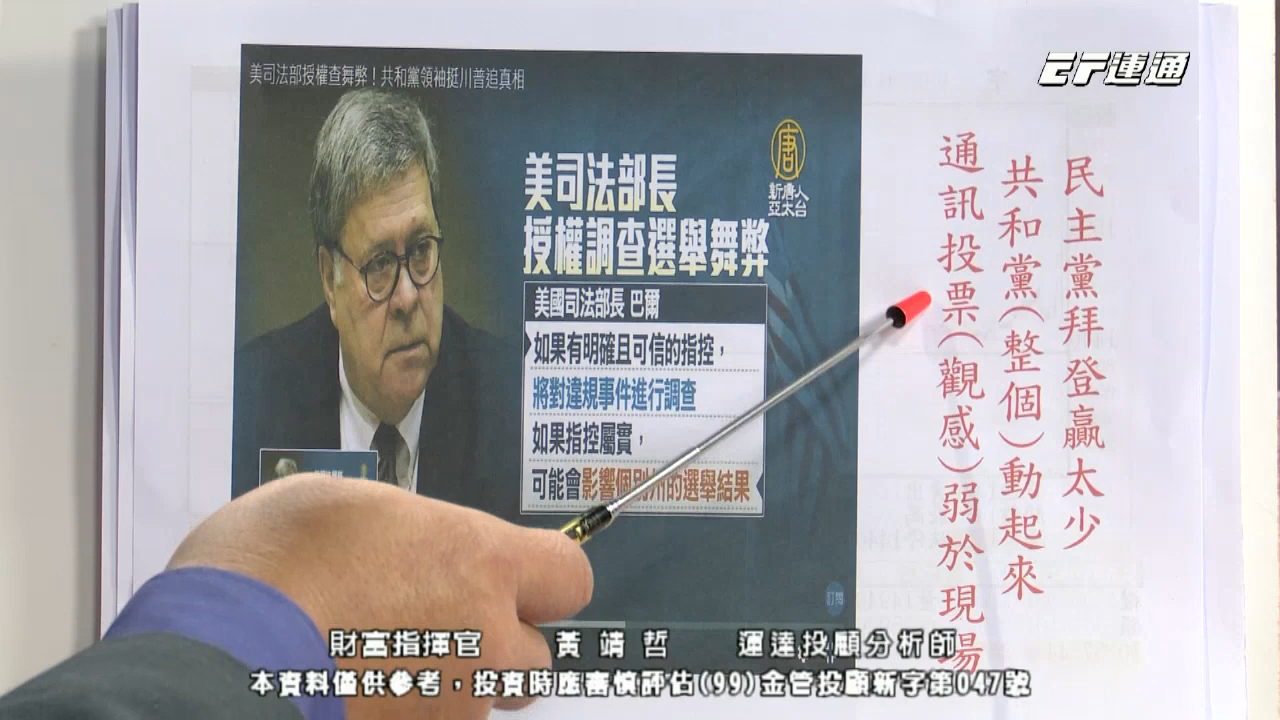 美司法部授權查舞弊！共和黨領袖挺川普追真相
唐
新唐人
亞太台
美司法部長
授權調查選舉舞弊
美國司法部長 巴爾
如果有明確且可信的指控，
將對違規事件進行調查
如果指控屬實，
可能會影響個別州的選舉結果
訂閱
運通
民主黨拜登贏太少
共和黨(整個)動起來
通訊投票(觀感)弱於現場
財富指揮官 黃靖哲 運達投顧分析師
本資料僅供參考，投資時應審慎評估(99)金管投顧新字第047號